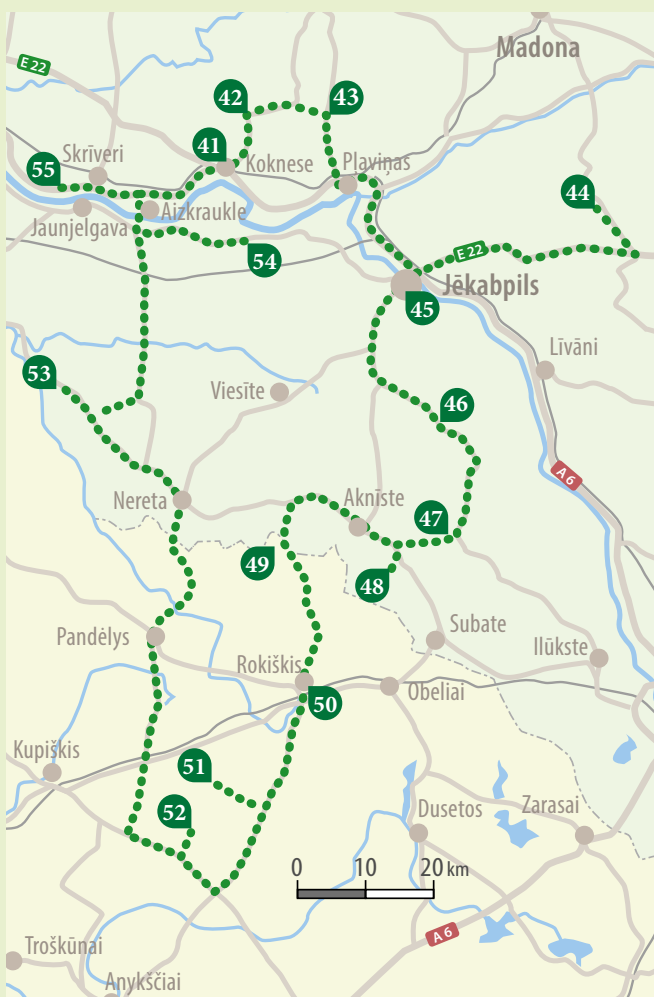 Madona
E 22
42
43
41
Koknese
Pļaviņas
Skrīveri
55
44
Jaunjelgava
Aizkraukle
54
E 22
Jēkabpils
45
53
Līvāni
Viesīte
46
A 6
Nereta
Aknīste
47
49
48
Subate
Ilūkste
Pandėlys
Rokiškis
Obeliai
50
Kupiškis
51
52
Dusetos
Zarasai
0 10 20 km
A 6
Troškūnai
Anykščiai